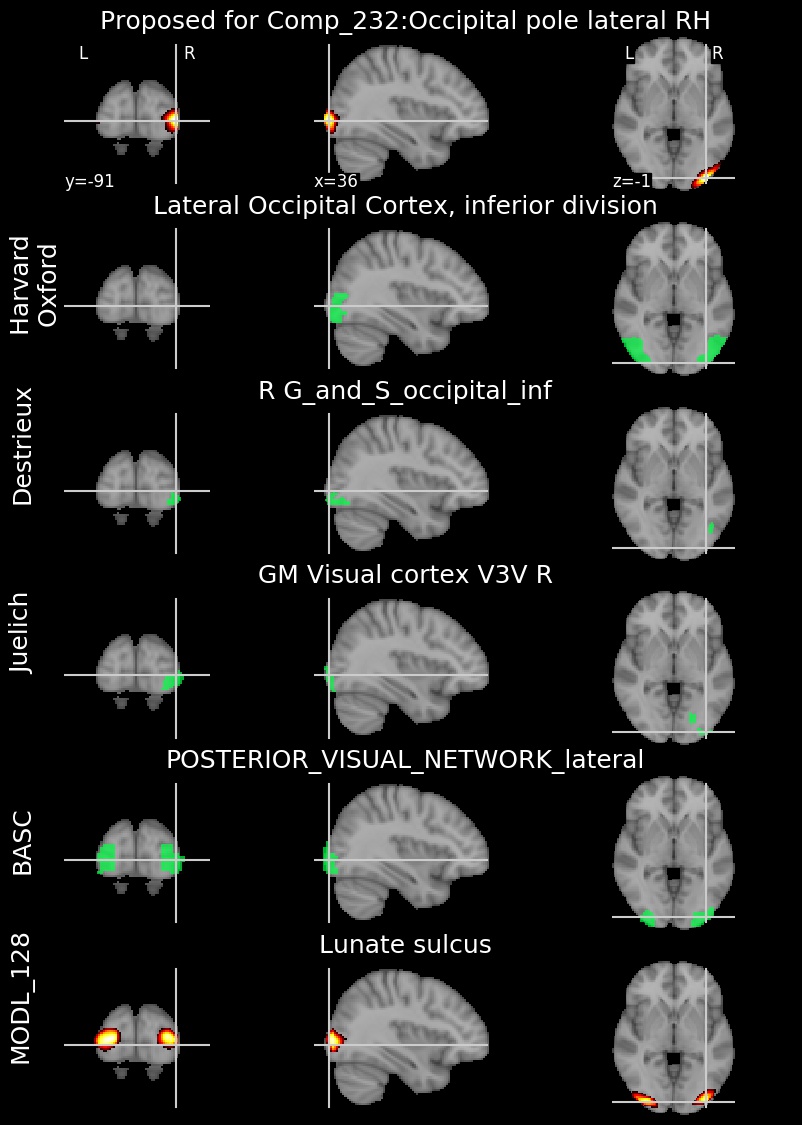 Proposed for Comp_232:Occipital pole lateral RH
L R L R
y=-91 x=36 z=-1
Lateral Occipital Cortex, inferior division
Harvard
Oxford
R G_and_S_occipital_inf
Destrieux
GM Visual cortex V3V R
Juelich
POSTERIOR_VISUAL_NETWORK_lateral
BASC
Lunate sulcus
MODL_128